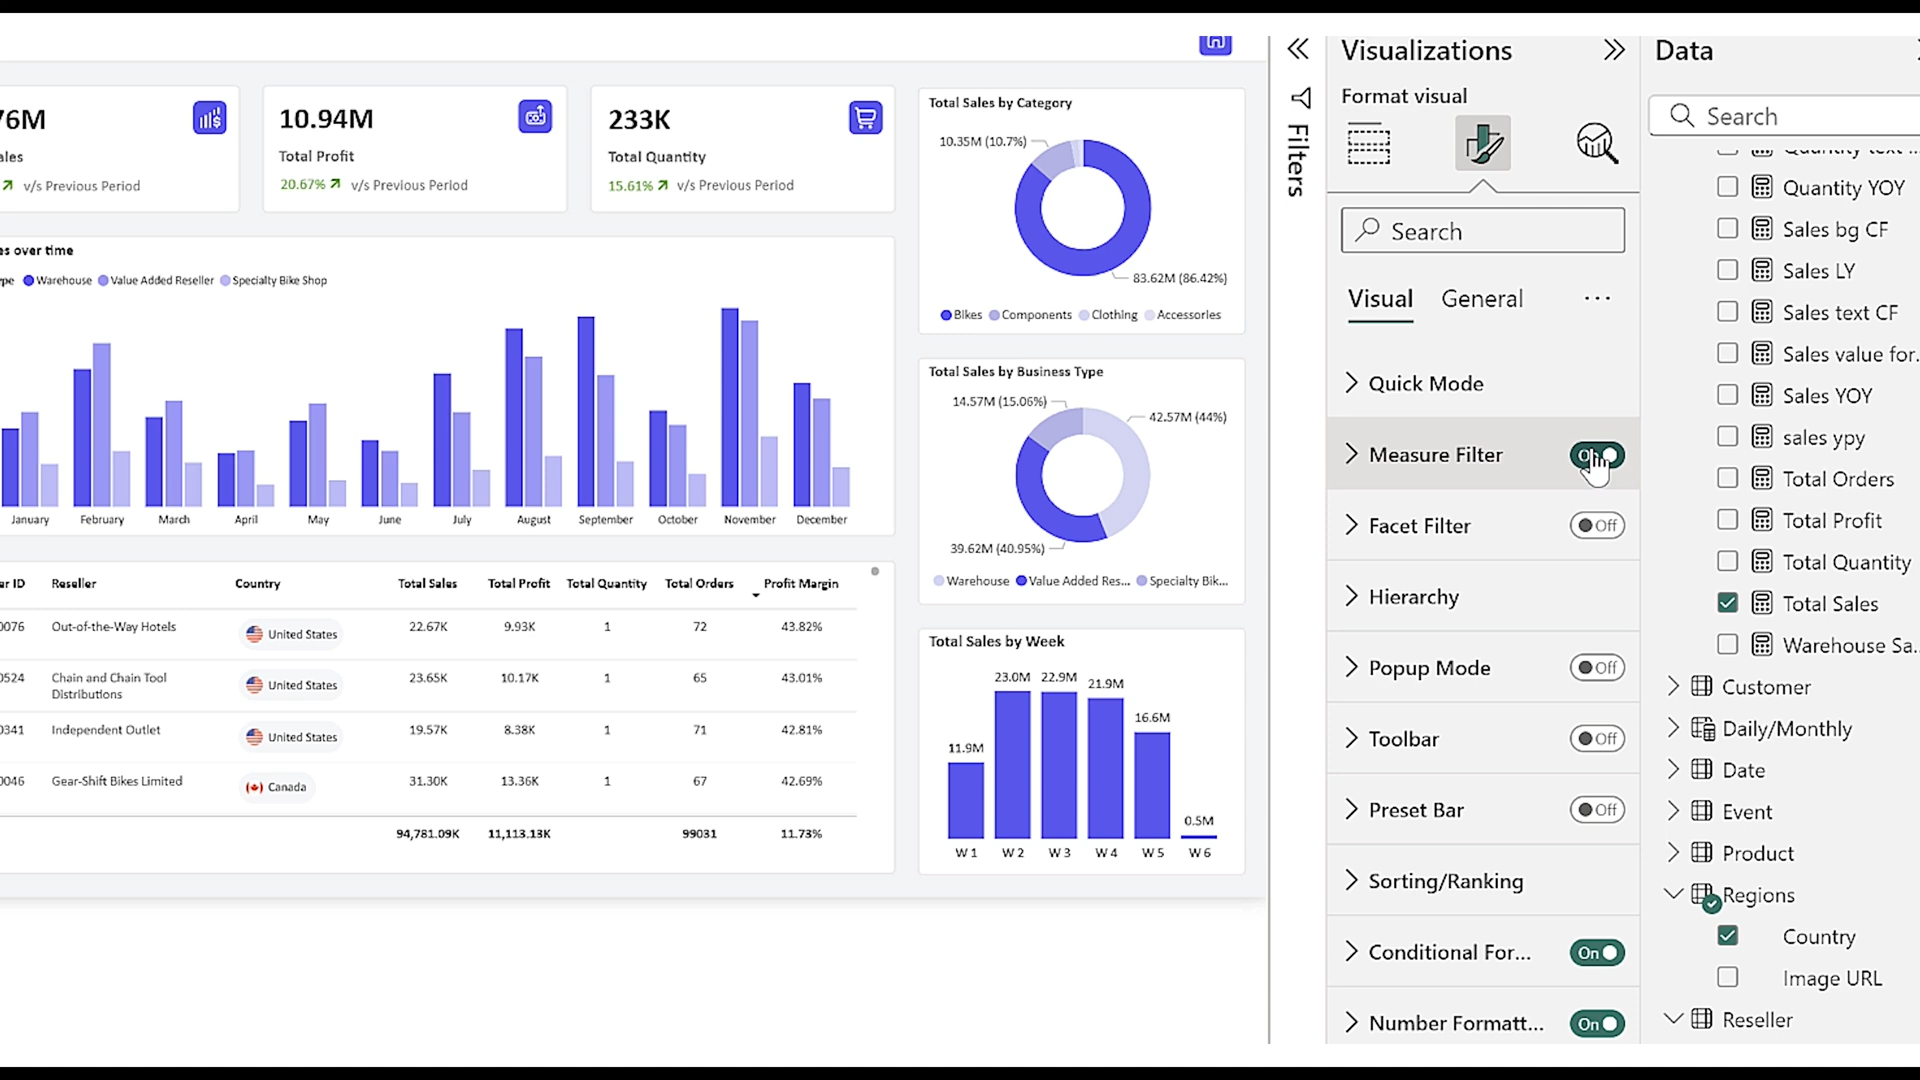 Visualizations
Data
Format visual
Search
Filters
76M
ales
v/s Previous Period
10.94M
Total Profit
20.67% v/s Previous Period
233K
Total Quantity
15.61% v/s Previous Period
Total Sales by Category
10.35M (10.7%)
83.62M (86.42%)
Bikes Components Clothing Accessories
es over time
ype Warehouse Value Added Reseller Specialty Bike Shop
January February March April May June July August September October November December
Total Sales by Business Type
14.57M (15.06%)
42.57M (44%)
39.62M (40.95%)
Warehouse Value Added Res... Specialty Bik...
er ID Reseller Country Total Sales Total Profit Total Quantity Total Orders Profit Margin
0076 Out-of-the-Way Hotels United States 22.67K 9.93K 1 72 43.82%
0524 Chain and Chain Tool Distributions United States 23.65K 10.17K 1 65 43.01%
0341 Independent Outlet United States 19.57K 8.38K 1 71 42.81%
0046 Gear-Shift Bikes Limited Canada 31.30K 13.36K 1 67 42.69%
94,781.09K 11,113.13K 99031 11.73%
Total Sales by Week
11.9M 23.0M 22.9M 21.9M 16.6M 0.5M
W 1 W 2 W 3 W 4 W 5 W 6
Search
Visual General ...
Quick Mode
Measure Filter
Facet Filter Off
Hierarchy
Popup Mode Off
Toolbar Off
Preset Bar Off
Sorting/Ranking
Conditional For... On
Number Formatt... On
Quantity YOY
Sales bg CF
Sales LY
Sales text CF
Sales value for.
Sales YOY
sales ypy
Total Orders
Total Profit
Total Quantity
Total Sales
Warehouse Sa..
Customer
Daily/Monthly
Date
Event
Product
Regions
Country
Image URL
Reseller